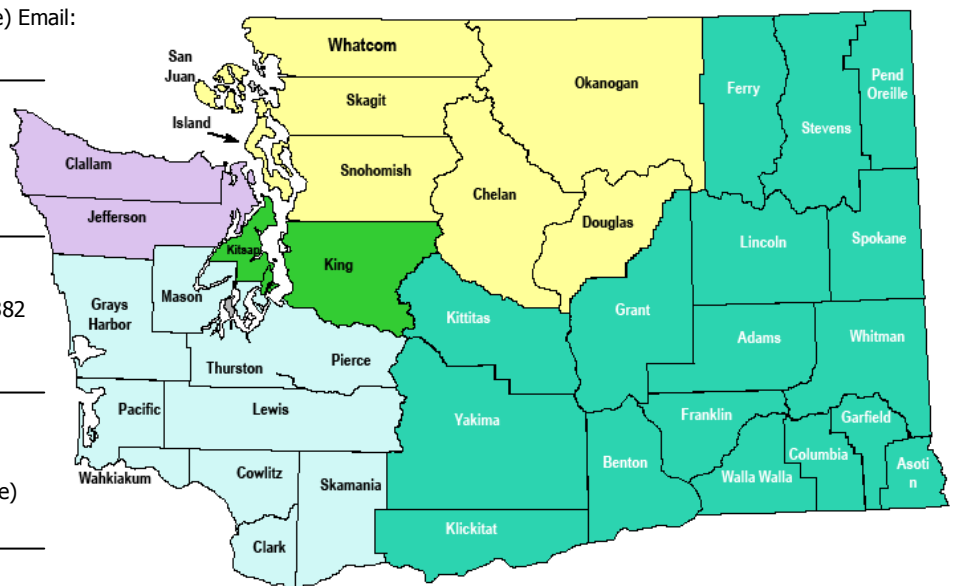 e) Email:
382
e)
Whatcom
San
Juan
Skagit
Island
Okanogan
Ferry
Pend
Oreille
Stevens
Clallam
Snohomish
Chelan
Jefferson
Douglas
Kitsap
King
Lincoln
Spokane
Mason
Grays
Harbor
Kittitas
Grant
Adams
Whitman
Thurston
Pierce
Pacific
Lewis
Yakima
Franklin
Garfield
Columbia
Benton
Walla Walla
Asoti
n
Wahkiakum
Cowlitz
Skamania
Klickitat
Clark